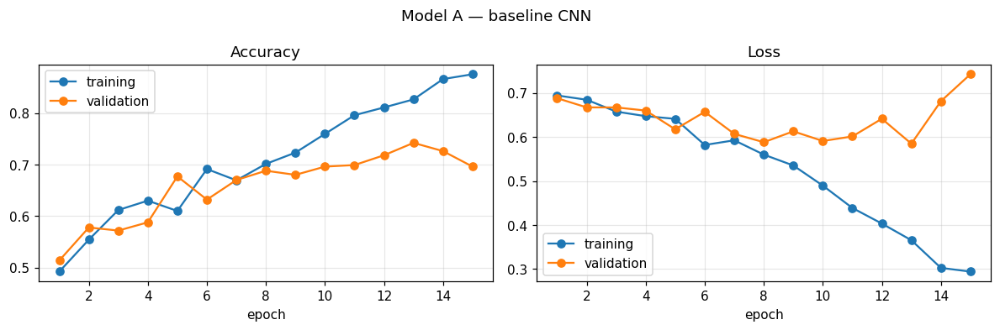 Model A — baseline CNN
Accuracy
training
validation
0.8
0.7
0.6
0.5
2 4 6 8 10 12 14
epoch
Loss
0.7
0.6
0.5
0.4
0.3
training
validation
2 4 6 8 10 12 14
epoch